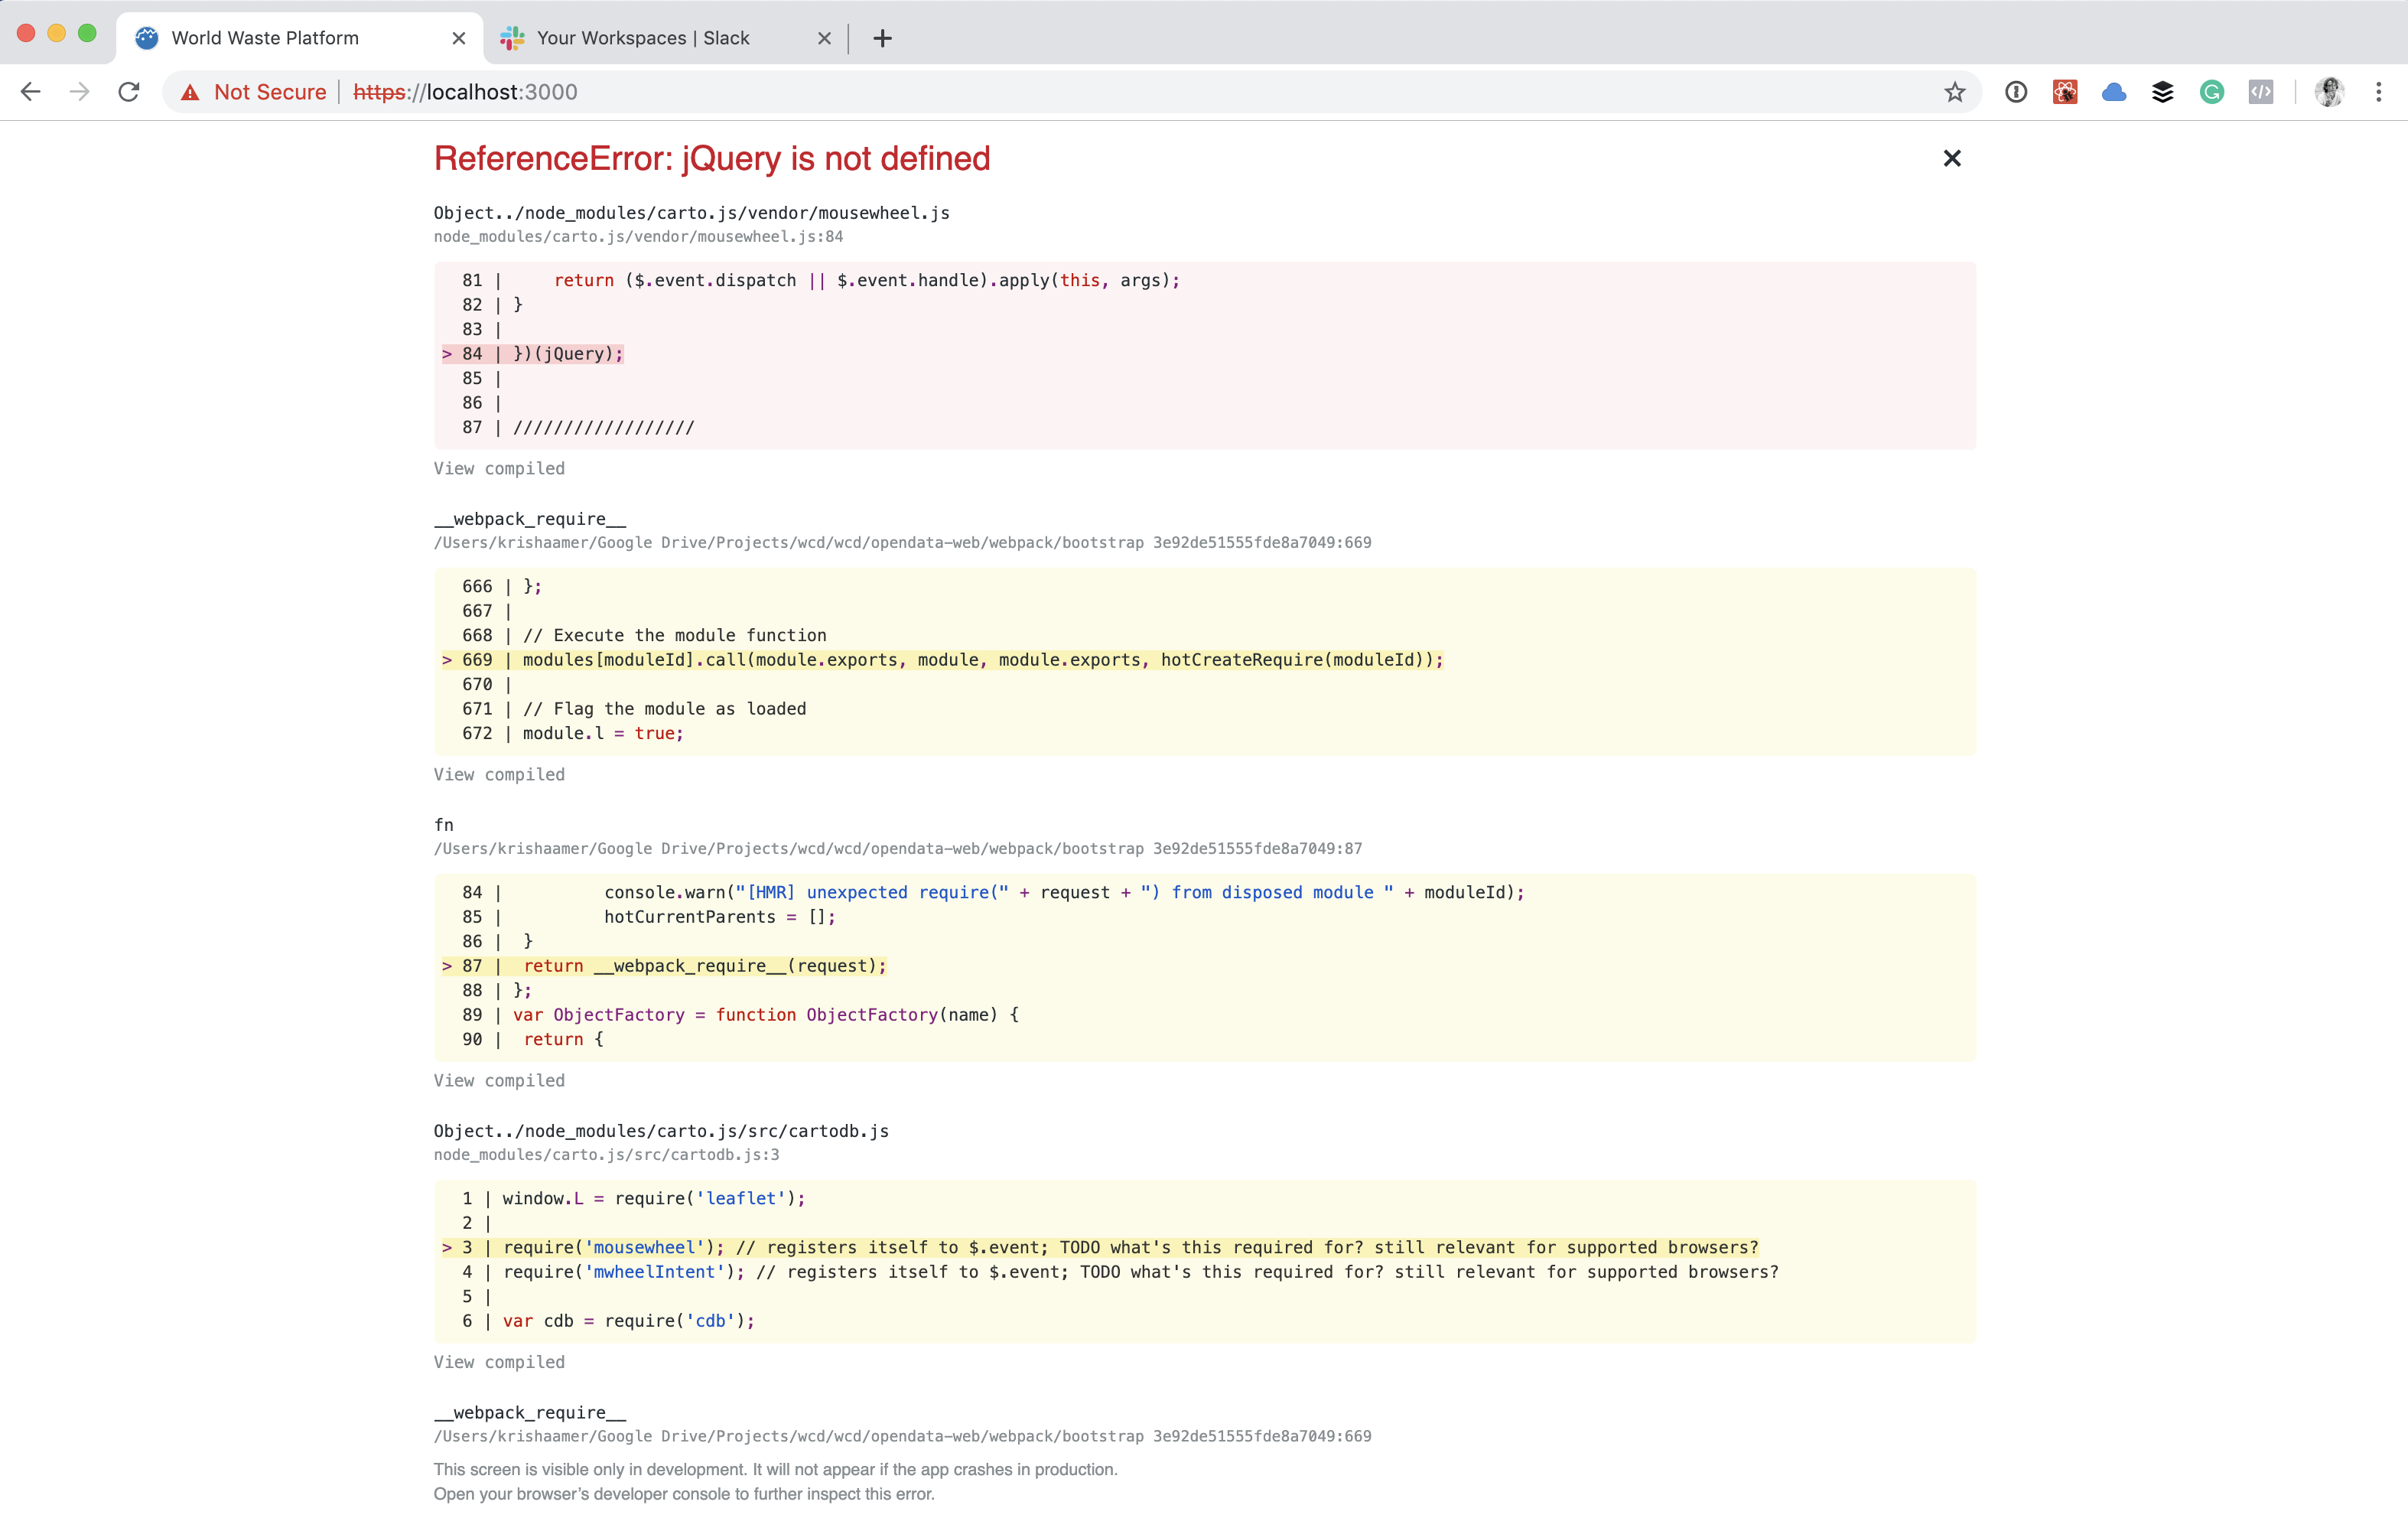 World Waste Platform
Your Workspaces | Slack
Not Secure | https://localhost:3000
ReferenceError: jQuery is not defined
Object../node_modules/carto.js/vendor/mousewheel.js
node_modules/carto.js/vendor/mousewheel.js:84
81 |     return ($.event.dispatch || $.event.handle).apply(this, args);
82 | }
83 |
> 84 | })(jQuery);
85 |
86 |
87 | //////////////////
View compiled
__webpack_require__
/Users/krishaamer/Google Drive/Projects/wcd/wcd/opendata-web/webpack/bootstrap 3e92de51555fde8a7049:669
666 | };
667 |
668 | // Execute the module function
> 669 | modules[moduleId].call(module.exports, module, module.exports, hotCreateRequire(moduleId));
670 |
671 | // Flag the module as loaded
672 | module.l = true;
View compiled
fn
/Users/krishaamer/Google Drive/Projects/wcd/wcd/opendata-web/webpack/bootstrap 3e92de51555fde8a7049:87
84 |          console.warn("[HMR] unexpected require(" + request + ") from disposed module " + moduleId);
85 |          hotCurrentParents = [];
86 |  }
> 87 |  return __webpack_require__(request);
88 | };
89 | var ObjectFactory = function ObjectFactory(name) {
90 |  return {
View compiled
Object../node_modules/carto.js/src/cartodb.js
node_modules/carto.js/src/cartodb.js:3
1 | window.L = require('leaflet');
2 |
> 3 | require('mousewheel'); // registers itself to $.event; TODO what's this required for? still relevant for supported browsers?
4 | require('mwheelIntent'); // registers itself to $.event; TODO what's this required for? still relevant for supported browsers?
5 |
6 | var cdb = require('cdb');
View compiled
__webpack_require__
/Users/krishaamer/Google Drive/Projects/wcd/wcd/opendata-web/webpack/bootstrap 3e92de51555fde8a7049:669
This screen is visible only in development. It will not appear if the app crashes in production.
Open your browser’s developer console to further inspect this error.